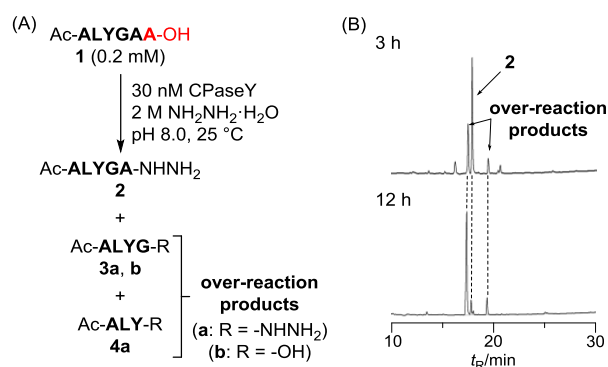 (A)
Ac-ALYGAA-OH
1 (0.2 mM)
30 nM CPaseY
2 M NH₂NH₂·H₂O
pH 8.0, 25 °C
Ac-ALYGA-NHNH₂
2
+
Ac-ALYG-R
3a, b
+
Ac-ALY-R
4a
over-reaction
products
(a: R = -NHNH₂)
(b: R = -OH)
(B)
3 h
2
over-reaction
products
12 h
10
20
30
tR/min